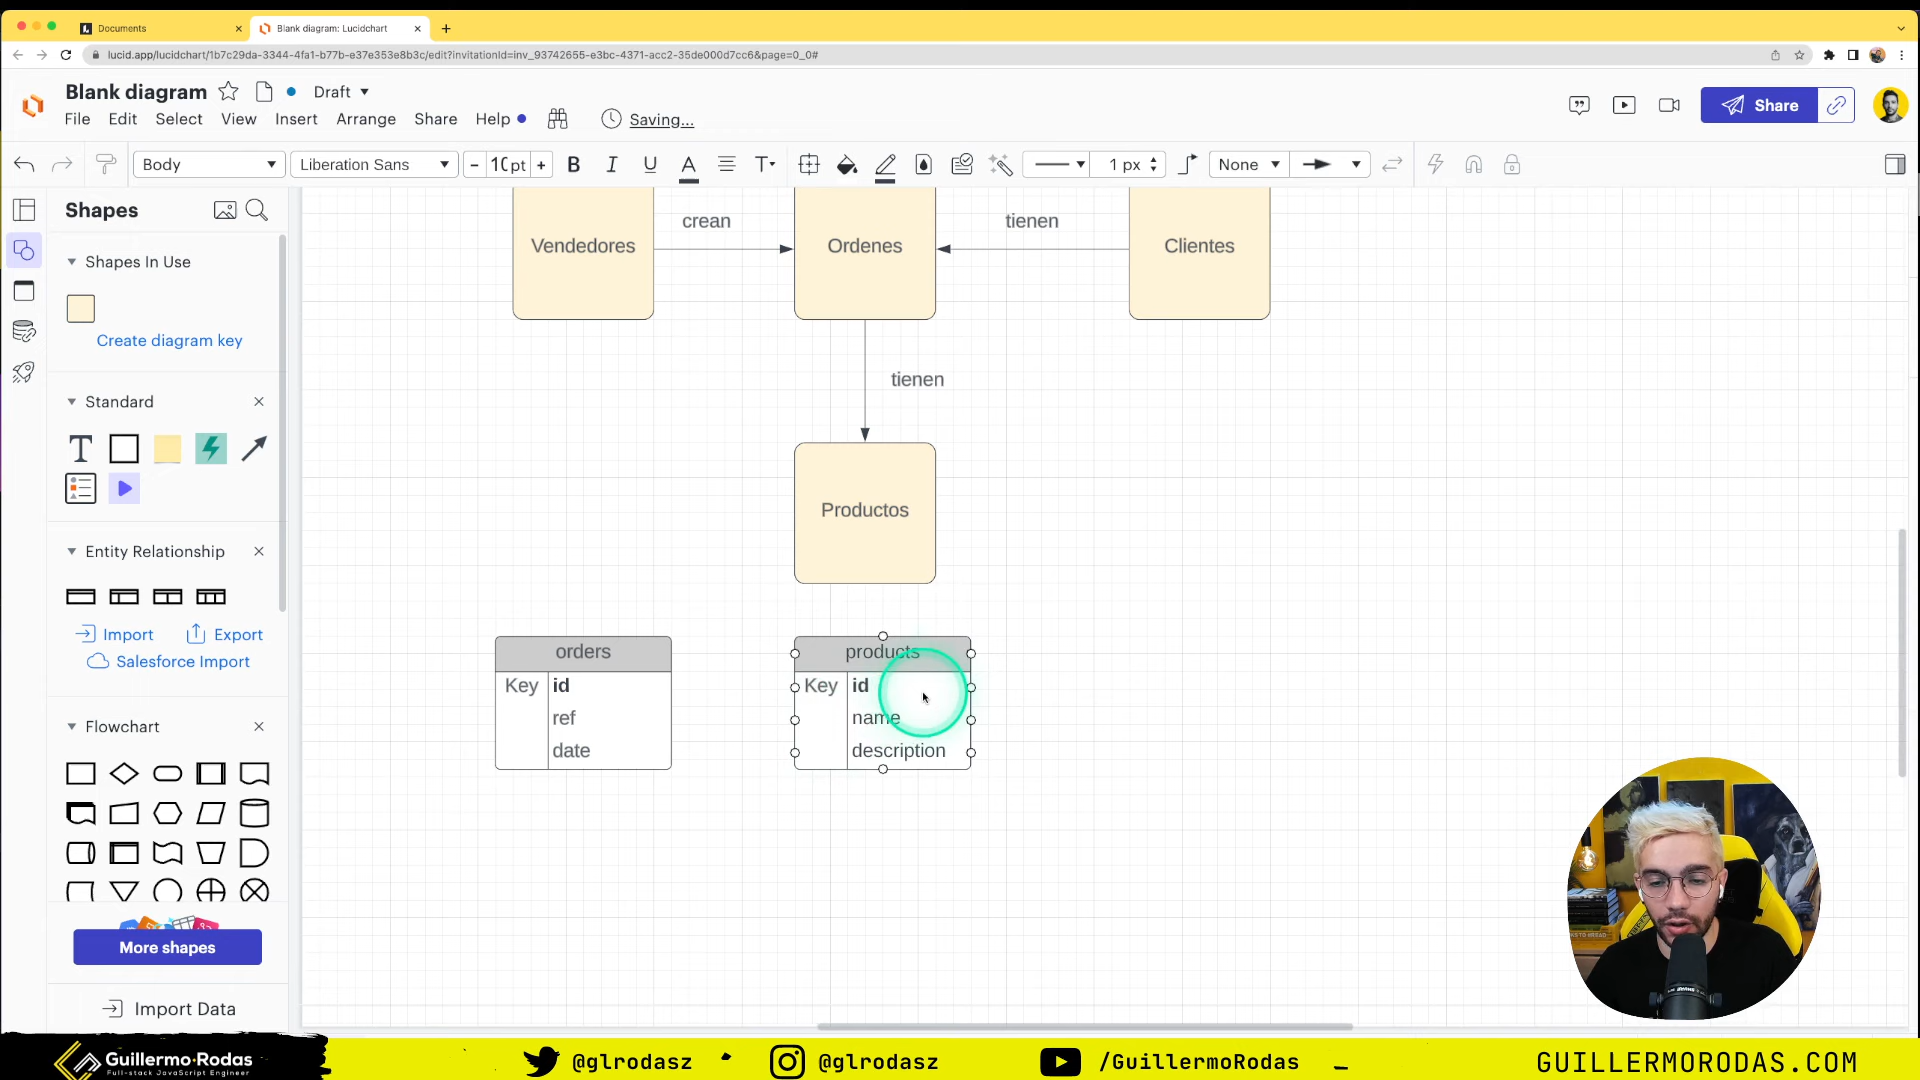 Documents
Blank diagram: Lucidchart
lucid.app/lucidchart/1b7c29da-3344-4fa1-b77b-e37e353e8b3c/edit?invitationId=inv_93742655-e3bc-4371-acc2-35de000d7cc6&page=0_0#
Blank diagram
Draft
File Edit Select View Insert Arrange Share Help
Saving...
Share
Body
Liberation Sans
- 10 pt +
B I U A T
1 px
None
Shapes
Shapes In Use
Create diagram key
Standard
T
Entity Relationship
Import Export
Salesforce Import
Flowchart
More shapes
Import Data
Vendedores
crean
Ordenes
tienen
Clientes
tienen
Productos
orders
Key id
ref
date
products
Key id
name
description
Guillermo Rodas
Full-stack JavaScript Engineer
@glrodasz
@glrodasz
/GuillermoRodas
GUILLERMORODAS.COM